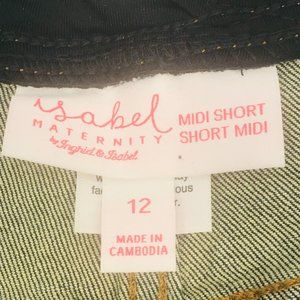 isabel
MATERNITY
by Ingrid & Isabel
MIDI SHORT
SHORT MIDI
12
MADE IN
CAMBODIA